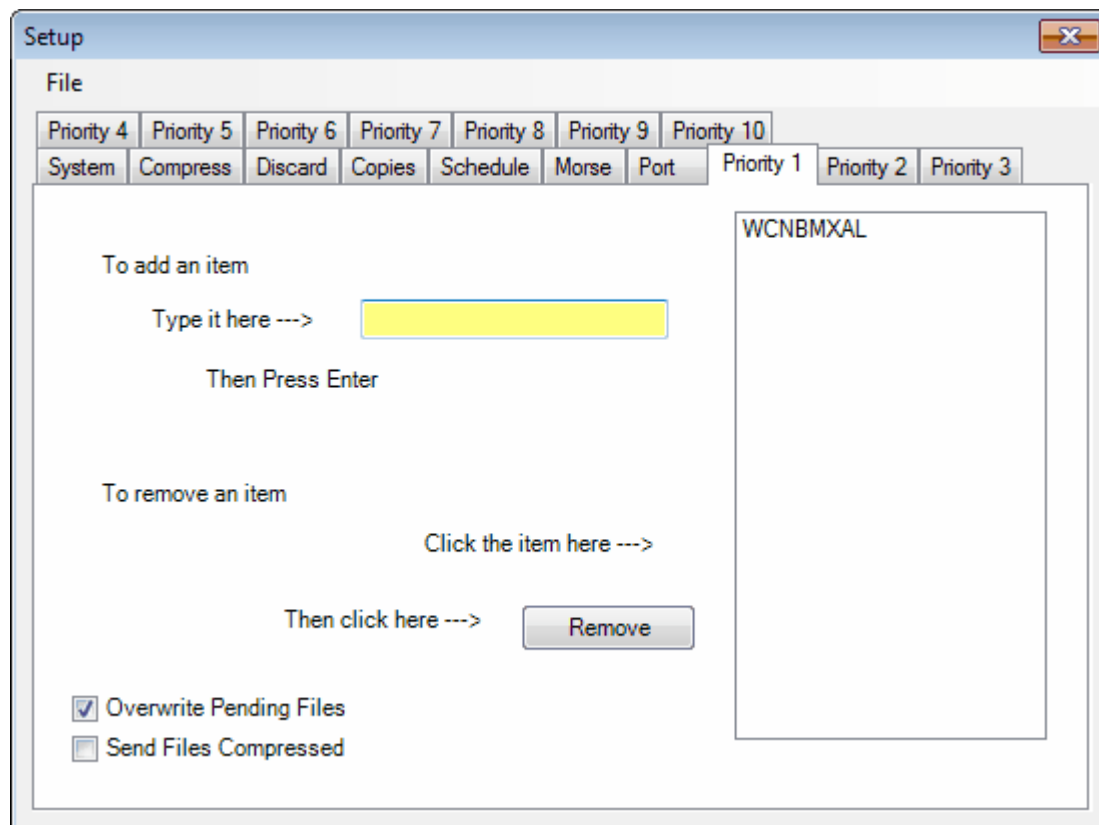 Setup
File
Priority 4 Priority 5 Priority 6 Priority 7 Priority 8 Priority 9 Priority 10
System Compress Discard Copies Schedule Morse Port Priority 1 Priority 2 Priority 3
WCNBMXAL
To add an item
Type it here --->
Then Press Enter
To remove an item
Click the item here --->
Then click here ---> Remove
Overwrite Pending Files
Send Files Compressed